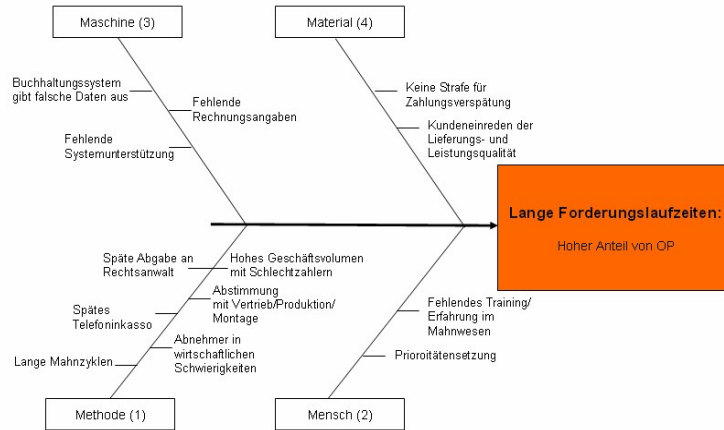 Maschine (3)
Material (4)
Buchhaltungssystem
gibt falsche Daten aus
Fehlende
Rechnungsangaben
Fehlende
Systemunterstützung
Keine Strafe für
Zahlungsverspätung
Kundeneinreden der
Lieferungs- und
Leistungsqualität
Lange Forderungslaufzeiten:
Hoher Anteil von OP
Späte Abgabe an
Rechtsanwalt
Hohes Geschäftsvolumen
mit Schlechtzahlern
Abstimmung
mit Vertrieb/Produktion/
Montage
Spätes
Telefoninkasso
Abnehmer in
wirtschaftlichen
Schwierigkeiten
Lange Mahnzyklen
Fehlendes Training/
Erfahrung im
Mahnwesen
Prioroitätensetzung
Methode (1)
Mensch (2)